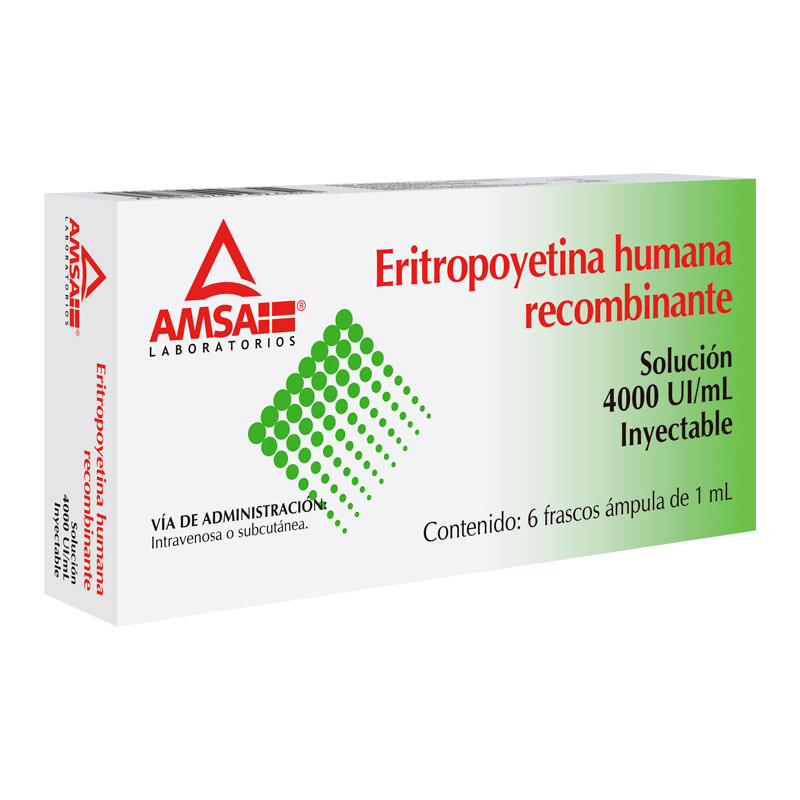 AMSA®
LABORATORIOS
Eritropoyetina humana
recombinante
Solución
4000 UI/mL
Inyectable
AMSA®
LABORATORIOS
Eritropoyetina humana
recombinante
Solución
4000 UI/mL
Inyectable
VÍA DE ADMINISTRACIÓN:
Intravenosa o subcutánea.
Contenido: 6 frascos ámpula de 1 mL